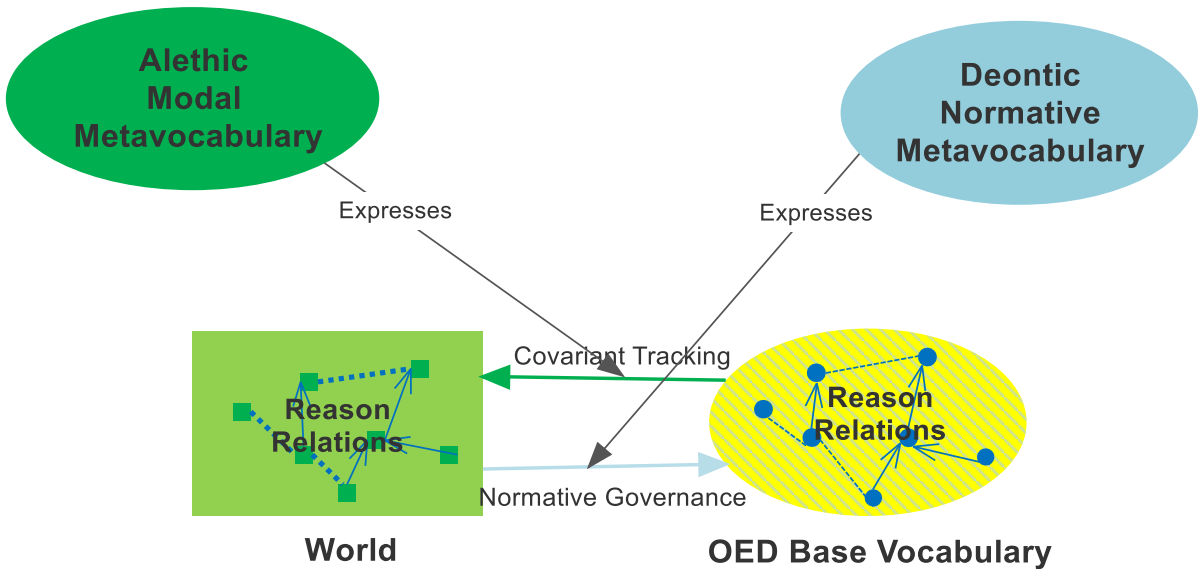 Alethic
Modal
Metavocabulary
Deontic
Normative
Metavocabulary
Expresses
Expresses
Covariant Tracking
Reason
Relations
Reason
Relations
Normative Governance
World
OED Base Vocabulary